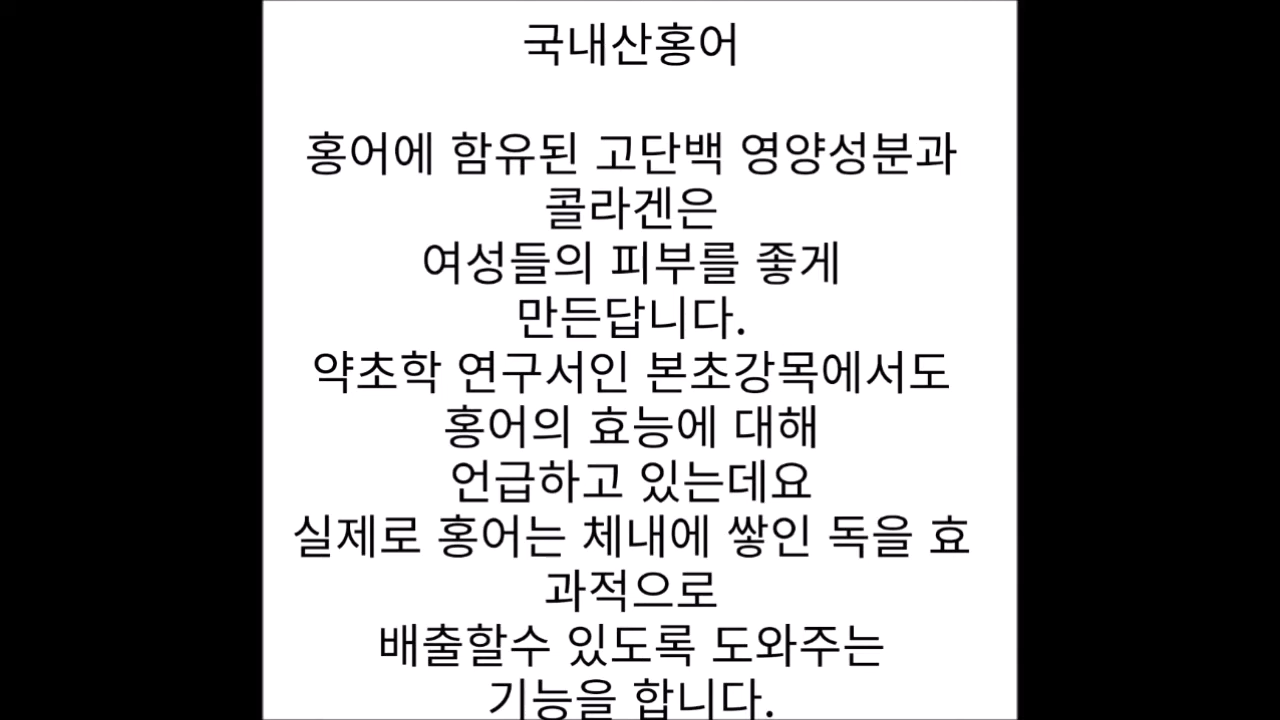 국내산홍어
홍어에 함유된 고단백 영양성분과
콜라겐은
여성들의 피부를 좋게
만든답니다.
약초학 연구서인 본초강목에서도
홍어의 효능에 대해
언급하고 있는데요
실제로 홍어는 체내에 쌓인 독을 효
과적으로
배출할수 있도록 도와주는
기능을 합니다.